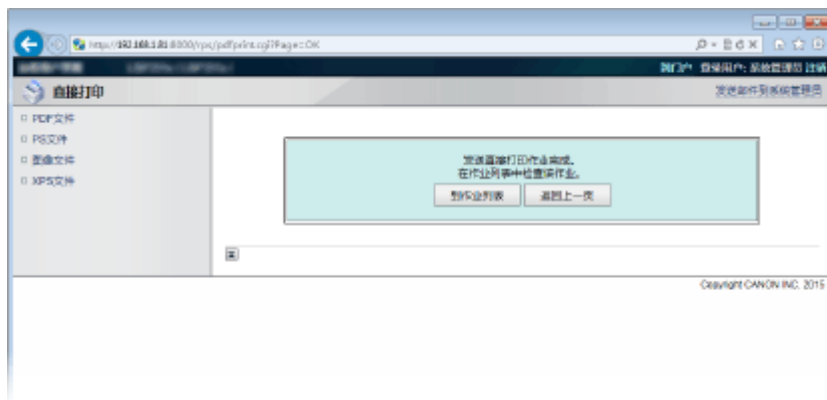 http://192.168.1.81:8000/rps/pdfprint.cgi?Page=OK
到门户 登录用户: 系统管理员 注销
直接打印
发送邮件到系统管理员
PDF文件
PS文件
图像文件
XPS文件
发送直接打印作业完成。
在作业列表中检查该作业。
到作业列表 返回上一页
Copyright CANON INC. 2015